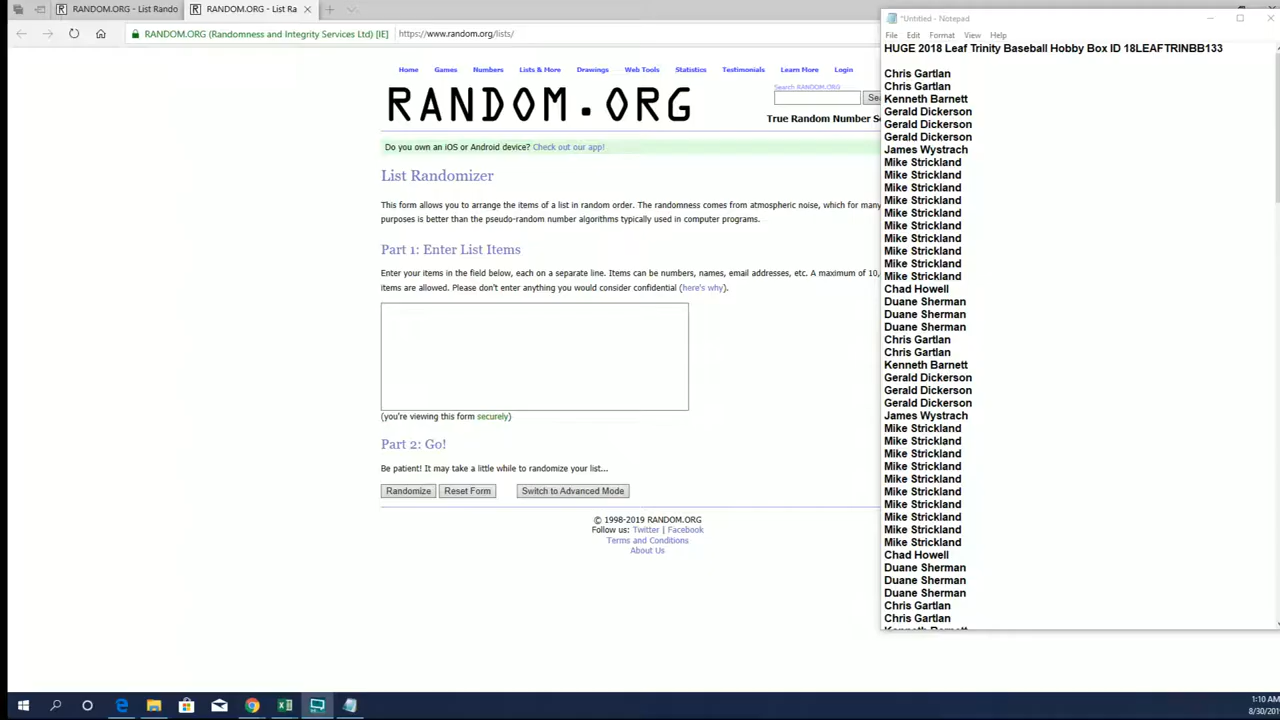 RANDOM.ORG - List Rando
RANDOM.ORG - List Ra
RANDOM.ORG (Randomness and Integrity Services Ltd) [IE]
https://www.random.org/lists/
Home Games Numbers Lists & More Drawings Web Tools Statistics Testimonials Learn More Login
Search RANDOM.ORG
RANDOM.ORG
Sea
True Random Number Se
Do you own an iOS or Android device? Check out our app!
List Randomizer
This form allows you to arrange the items of a list in random order. The randomness comes from atmospheric noise, which for many
purposes is better than the pseudo-random number algorithms typically used in computer programs.
Part 1: Enter List Items
Enter your items in the field below, each on a separate line. Items can be numbers, names, email addresses, etc. A maximum of 10,
items are allowed. Please don't enter anything you would consider confidential (here's why).
(you're viewing this form securely)
Part 2: Go!
Be patient! It may take a little while to randomize your list...
Randomize Reset Form Switch to Advanced Mode
© 1998-2019 RANDOM.ORG
Follow us: Twitter | Facebook
Terms and Conditions
About Us
*Untitled - Notepad
File Edit Format View Help
HUGE 2018 Leaf Trinity Baseball Hobby Box ID 18LEAFTRINBB133
Chris Gartlan
Chris Gartlan
Kenneth Barnett
Gerald Dickerson
Gerald Dickerson
Gerald Dickerson
James Wystrach
Mike Strickland
Mike Strickland
Mike Strickland
Mike Strickland
Mike Strickland
Mike Strickland
Mike Strickland
Mike Strickland
Mike Strickland
Mike Strickland
Chad Howell
Duane Sherman
Duane Sherman
Duane Sherman
Chris Gartlan
Chris Gartlan
Kenneth Barnett
Gerald Dickerson
Gerald Dickerson
Gerald Dickerson
James Wystrach
Mike Strickland
Mike Strickland
Mike Strickland
Mike Strickland
Mike Strickland
Mike Strickland
Mike Strickland
Mike Strickland
Mike Strickland
Mike Strickland
Chad Howell
Duane Sherman
Duane Sherman
Duane Sherman
Chris Gartlan
Chris Gartlan
Kenneth Barnett
1:10 AM
8/30/201